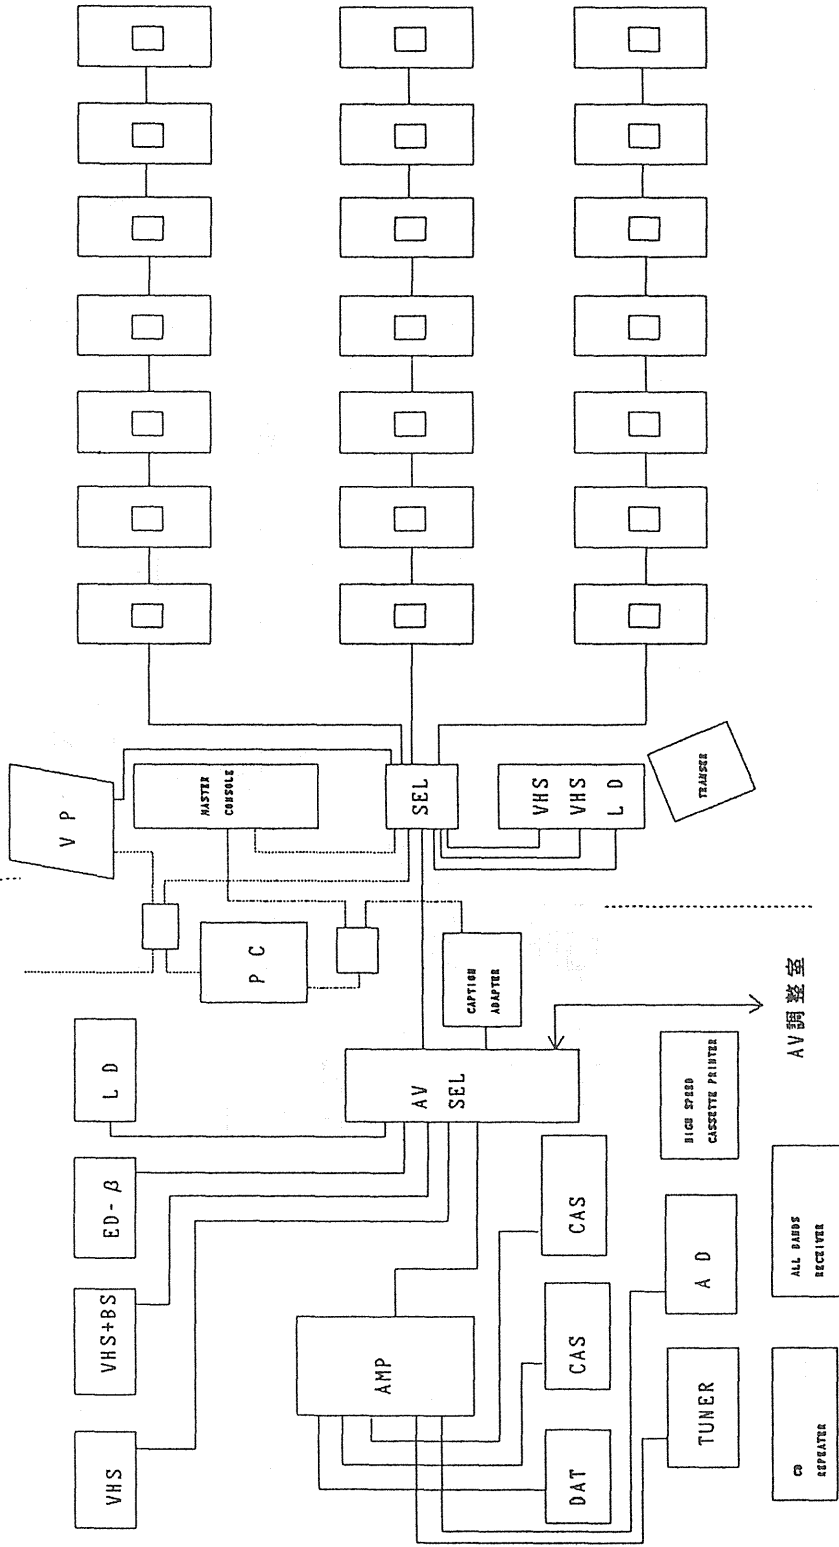 V P
MASTER
CONSOLE
SEL
VHS
VHS
L D
TRANSER
P C
CAPTION
ADAPTER
L D
AV
SEL
AV調整室
ED-β
HIGH SPEED
CASSETTE PRINTER
VHS+BS
CAS
A D
ALL BANDS
RECEIVER
AMP
CAS
VHS
DAT
TUNER
CD
REPEATER